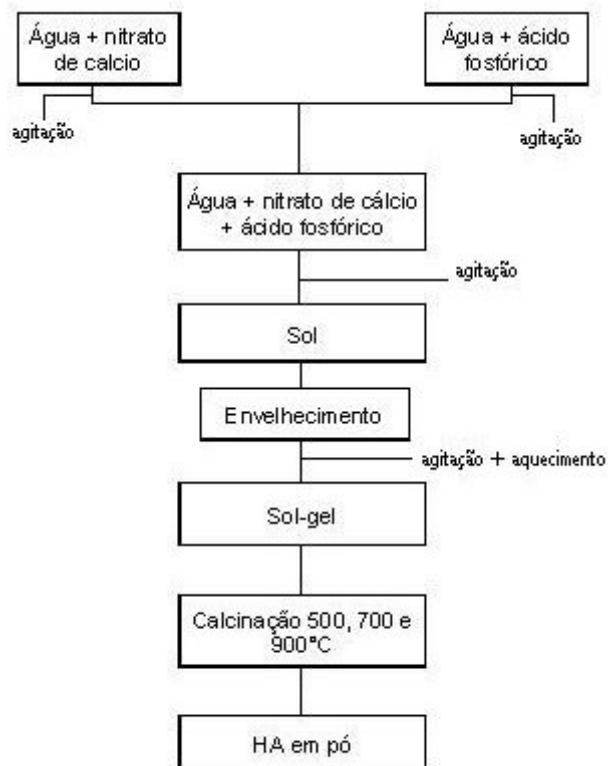 Água + nitrato
de calcio
Água + ácido
fosfórico
agitação
agitação
Água + nitrato de cálcio
+ ácido fosfórico
agitação
Sol
Envelhecimento
agitação + aquecimento
Sol-gel
Calcinação 500, 700 e
900°C
HA em pó